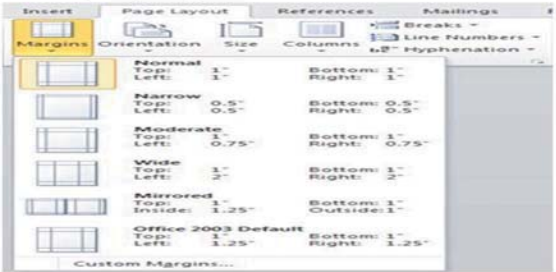 Insert Page Layout References Mailings
Breaks
Line Numbers
Margins Orientation Size Columns Hyphenation
Normal
Top: 1" Bottom: 1"
Left: 1" Right: 1"
Narrow
Top: 0.5" Bottom: 0.5"
Left: 0.5" Right: 0.5"
Moderate
Top: 1" Bottom: 1"
Left: 0.75" Right: 0.75"
Wide
Top: 1" Bottom: 1"
Left: 2" Right: 2"
Mirrored
Top: 1" Bottom: 1"
Inside: 1.25" Outside: 1"
Office 2003 Default
Top: 1" Bottom: 1"
Left: 1.25" Right: 1.25"
Custom Margins...